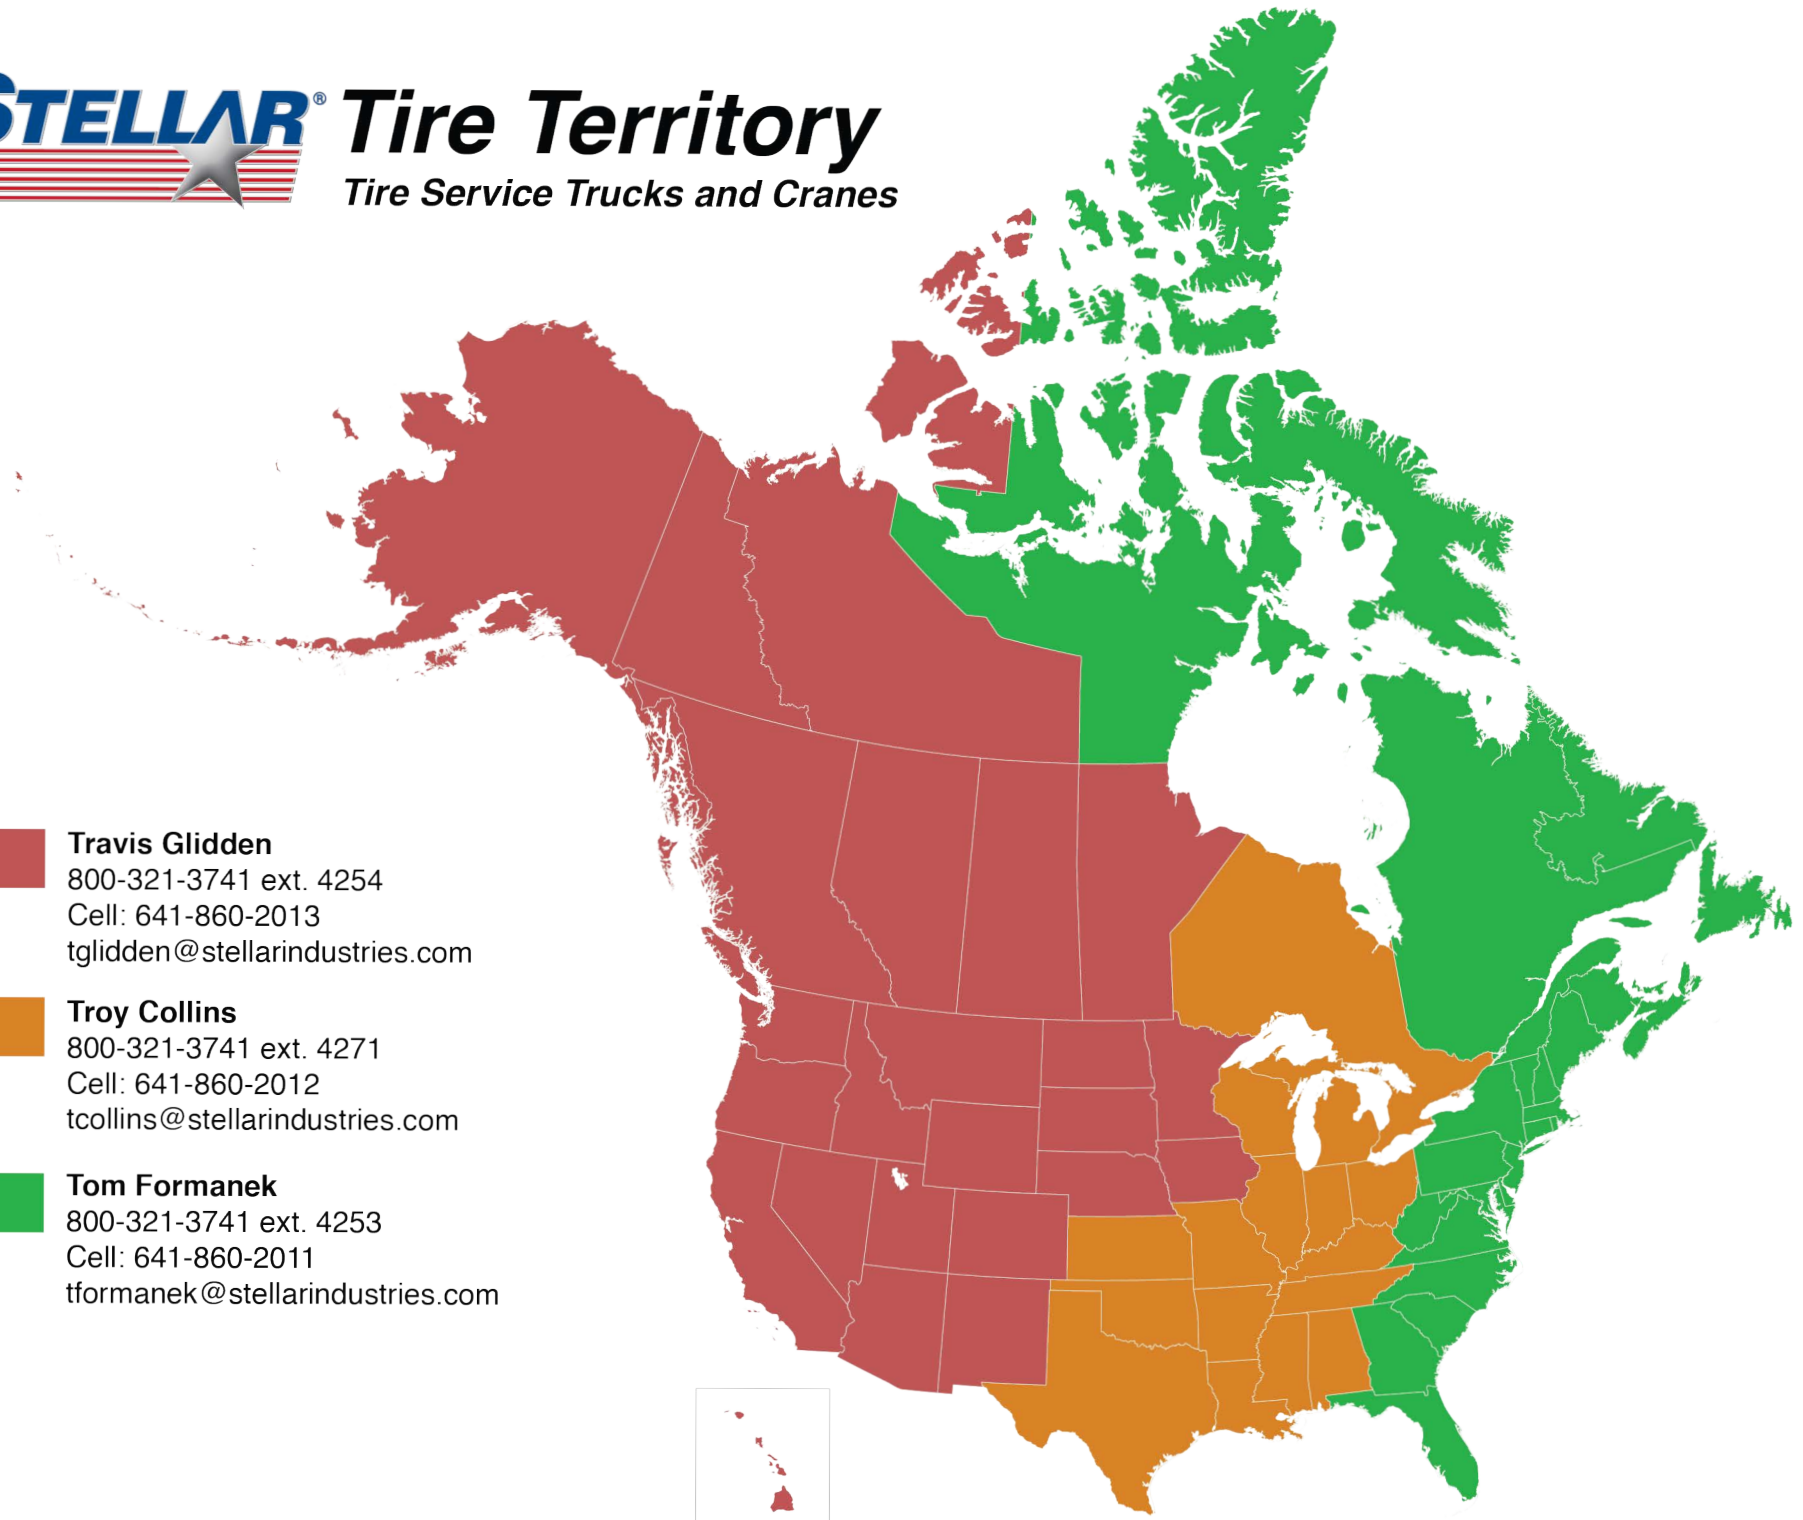 STELLAR® Tire Territory
Tire Service Trucks and Cranes
Travis Glidden
800-321-3741 ext. 4254
Cell: 641-860-2013
tglidden@stellarindustries.com
Troy Collins
800-321-3741 ext. 4271
Cell: 641-860-2012
tcollins@stellarindustries.com
Tom Formanek
800-321-3741 ext. 4253
Cell: 641-860-2011
tformanek@stellarindustries.com